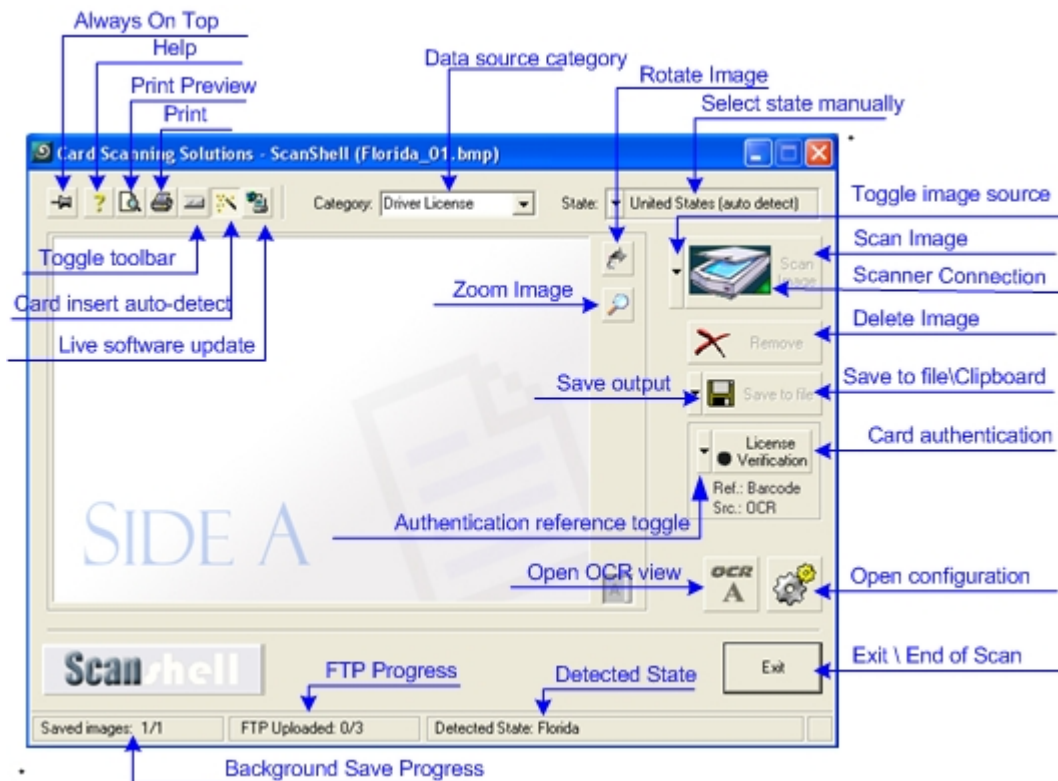 Always On Top
Help
Print Preview
Print
Data source category
Rotate Image
Select state manually
Card Scanning Solutions - ScanShell (Florida_01.bmp)
Category: Driver License
State: United States (auto detect)
Toggle image source
Scan Image
Scan
Image
Scanner Connection
Toggle toolbar
Card insert auto-detect
Live software update
Zoom Image
Delete Image
Remove
Save output
Save to file
Save to file\Clipboard
Card authentication
License
Verification
Ref.: Barcode
Src.: OCR
Authentication reference toggle
SIDE A
Open OCR view
OCR
A
Open configuration
Scanshell
FTP Progress
Detected State
Exit
Exit \ End of Scan
Saved images: 1/1
FTP Uploaded: 0/3
Detected State: Florida
Background Save Progress